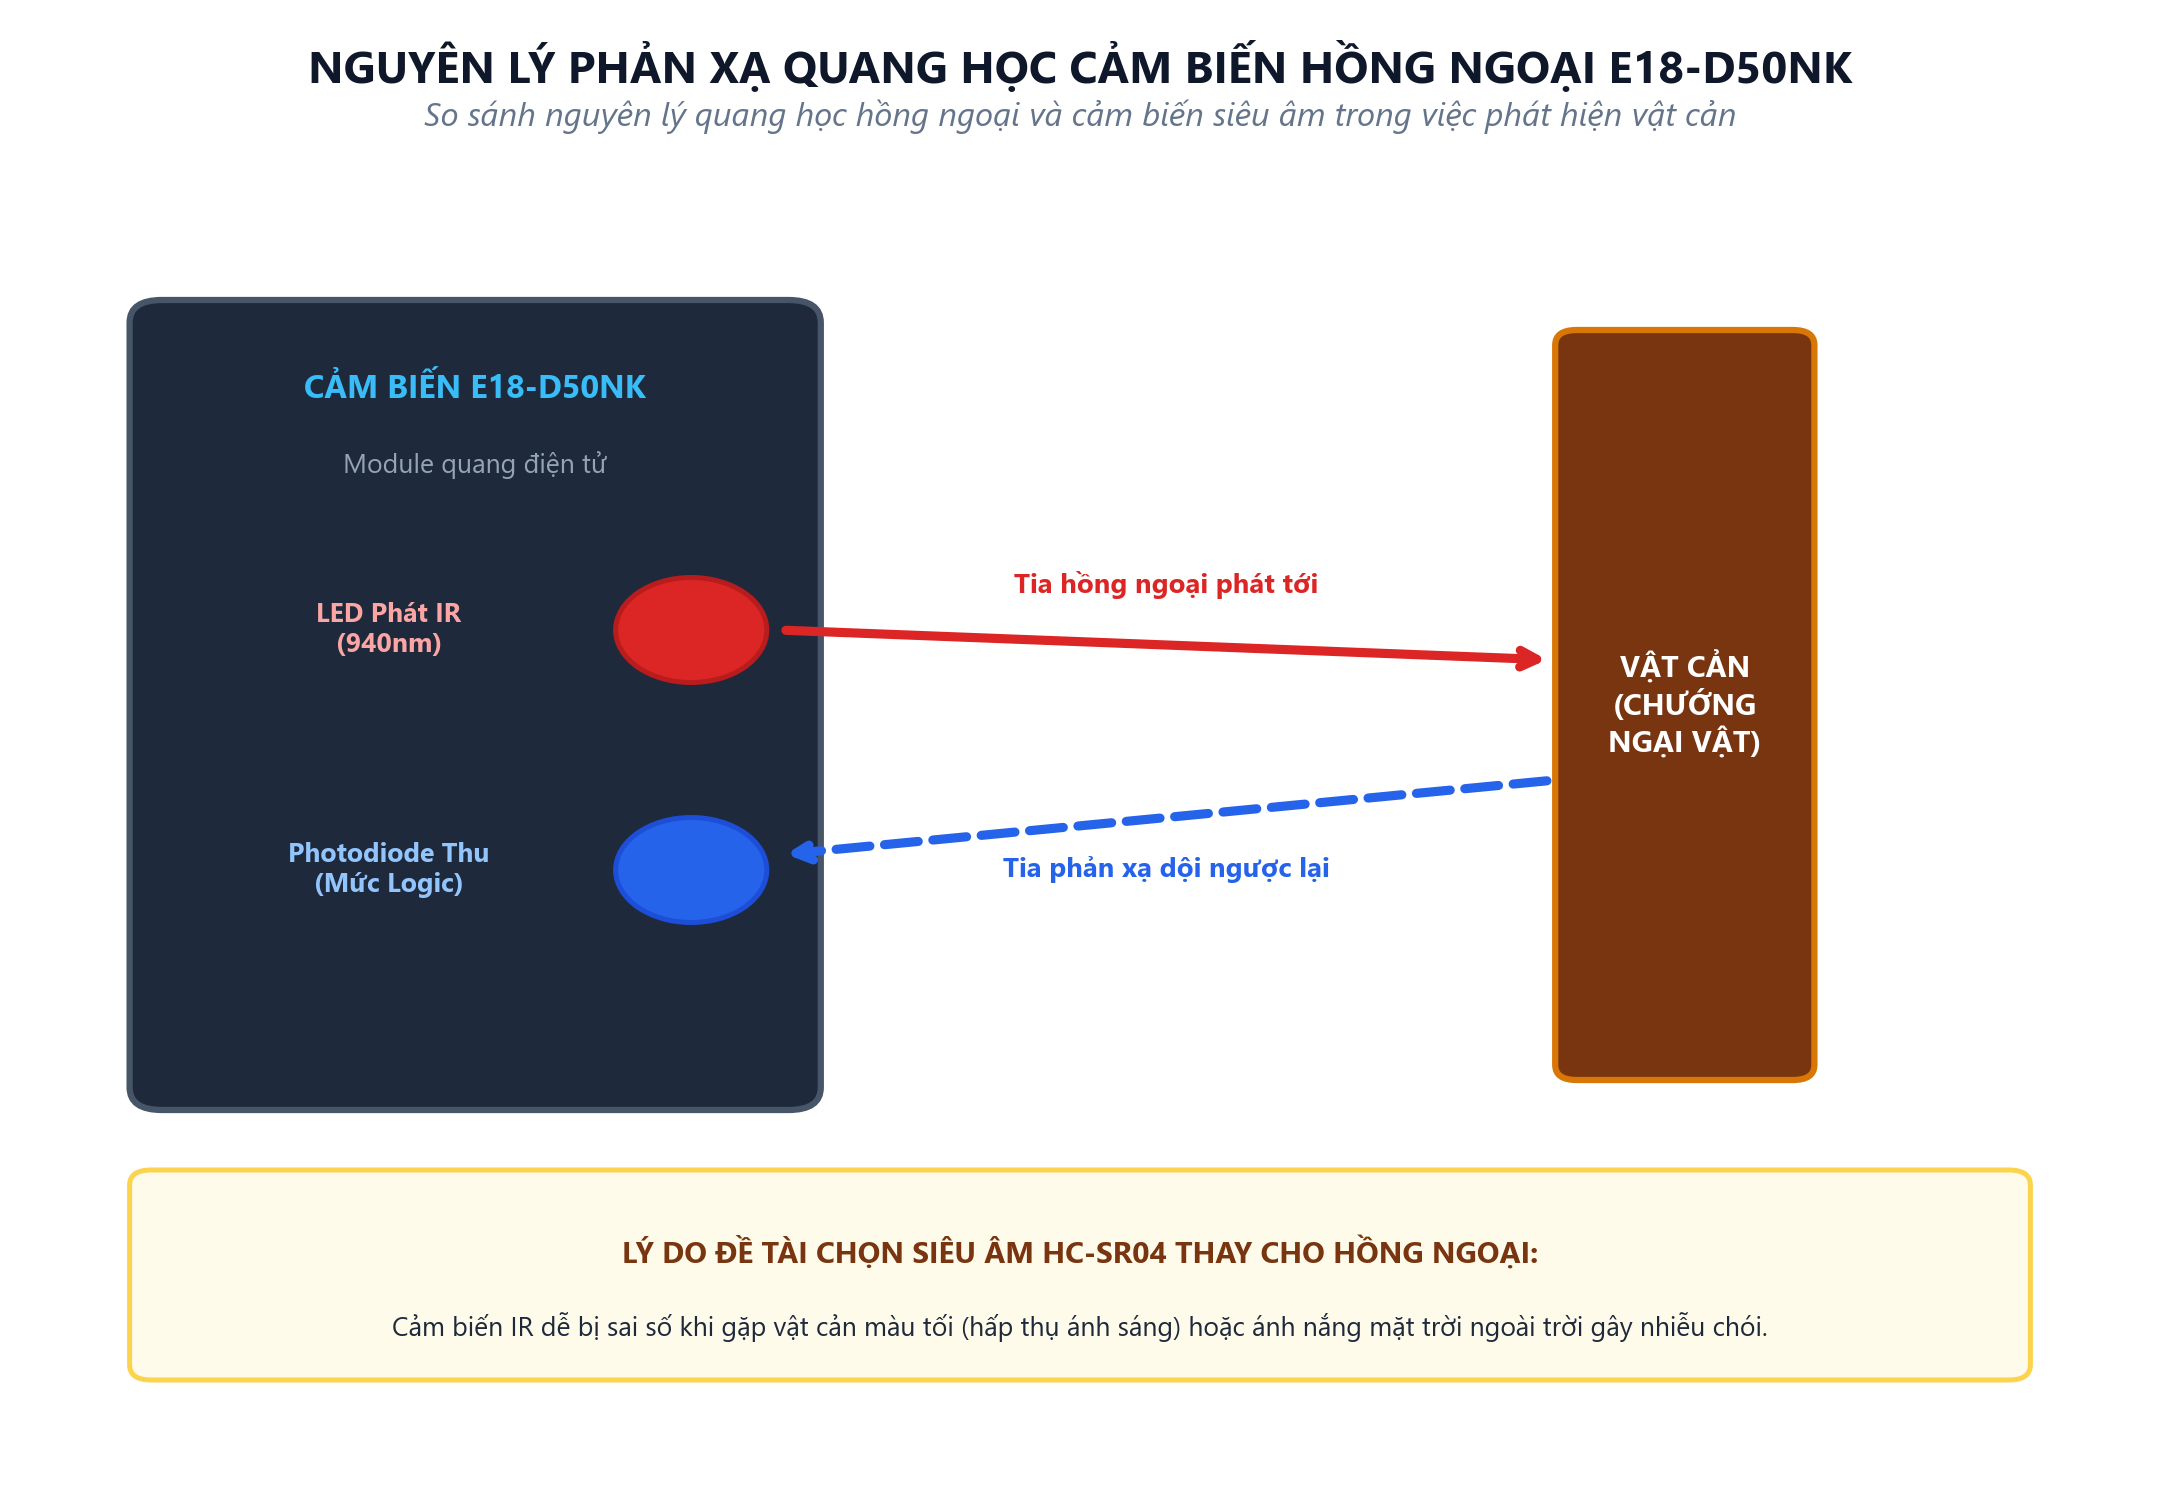 NGUYÊN LÝ PHẢN XẠ QUANG HỌC CẢM BIẾN HỒNG NGOẠI E18-D50NK
So sánh nguyên lý quang học hồng ngoại và cảm biến siêu âm trong việc phát hiện vật cản
CẢM BIẾN E18-D50NK
Module quang điện tử
LED Phát IR
(940nm)
Tia hồng ngoại phát tới
VẬT CẢN
(CHƯỚNG
NGẠI VẬT)
Photodiode Thu
(Mức Logic)
Tia phản xạ dội ngược lại
LÝ DO ĐỀ TÀI CHỌN SIÊU ÂM HC-SR04 THAY CHO HỒNG NGOẠI:
Cảm biến IR dễ bị sai số khi gặp vật cản màu tối (hấp thụ ánh sáng) hoặc ánh nắng mặt trời ngoài trời gây nhiễu chói.